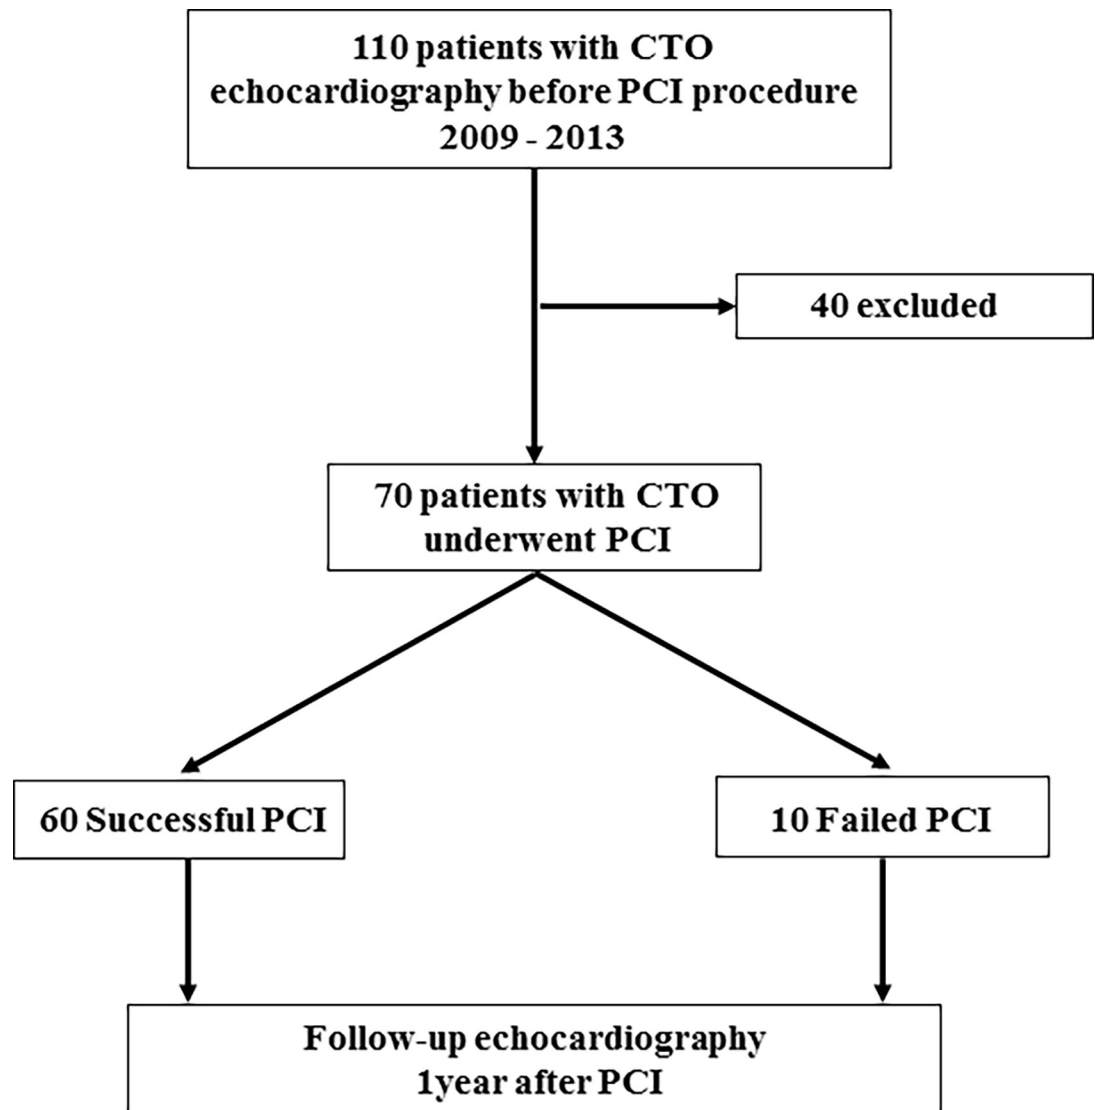 110 patients with CTO
echocardiography before PCI procedure
2009 - 2013
40 excluded
70 patients with CTO
underwent PCI
60 Successful PCI
10 Failed PCI
Follow-up echocardiography
1year after PCI